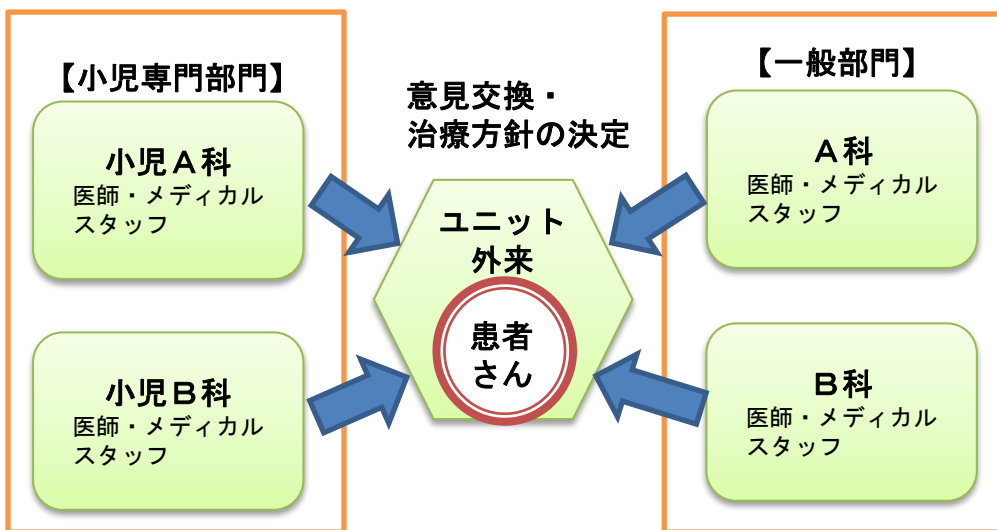 【小児専門部門】
小児Ａ科
医師・メディカル
スタッフ
小児Ｂ科
医師・メディカル
スタッフ
意見交換・
治療方針の決定
ユニット
外来
患者
さん
【一般部門】
Ａ科
医師・メディカル
スタッフ
Ｂ科
医師・メディカル
スタッフ